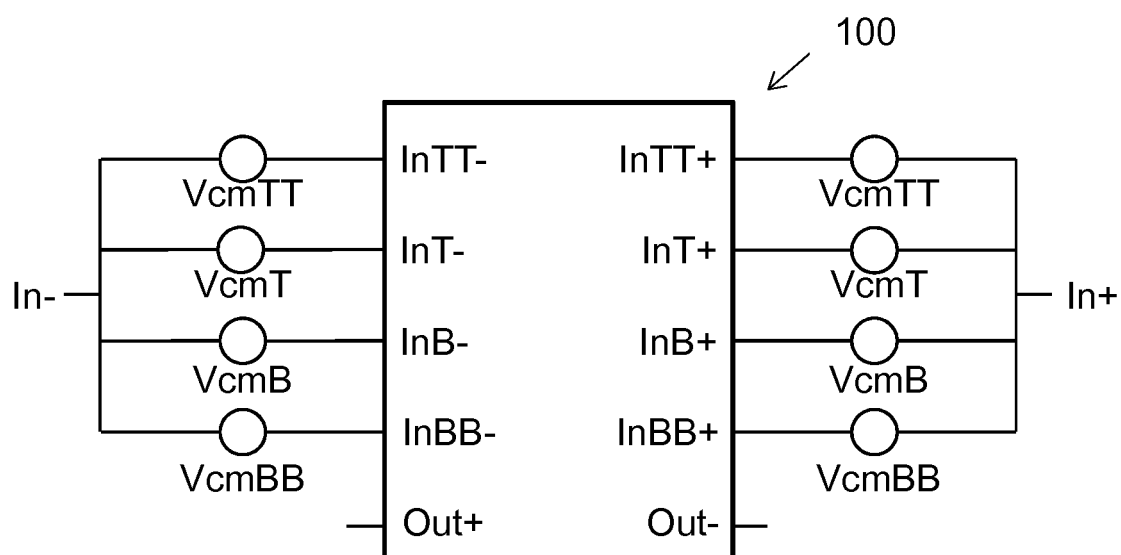 100
InTT- InTT+
VcmTT VcmTT
InT- InT+
VcmT VcmT
In- In+
InB- InB+
VcmB VcmB
InBB- InBB+
VcmBB VcmBB
Out+ Out-